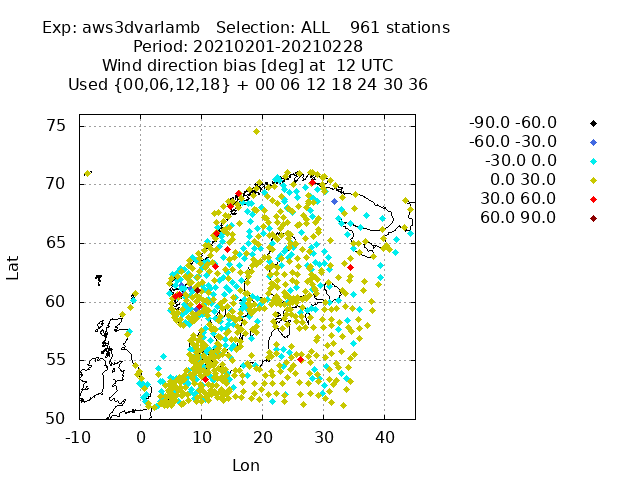 Exp: aws3dvarlamb   Selection: ALL    961 stations
Period: 20210201-20210228
Wind direction bias [deg] at  12 UTC
Used {00,06,12,18} + 00 06 12 18 24 30 36
-90.0 -60.0
-60.0 -30.0
-30.0 0.0
0.0 30.0
30.0 60.0
60.0 90.0
75
70
65
60
55
50
Lat
-10 0 10 20 30 40
Lon